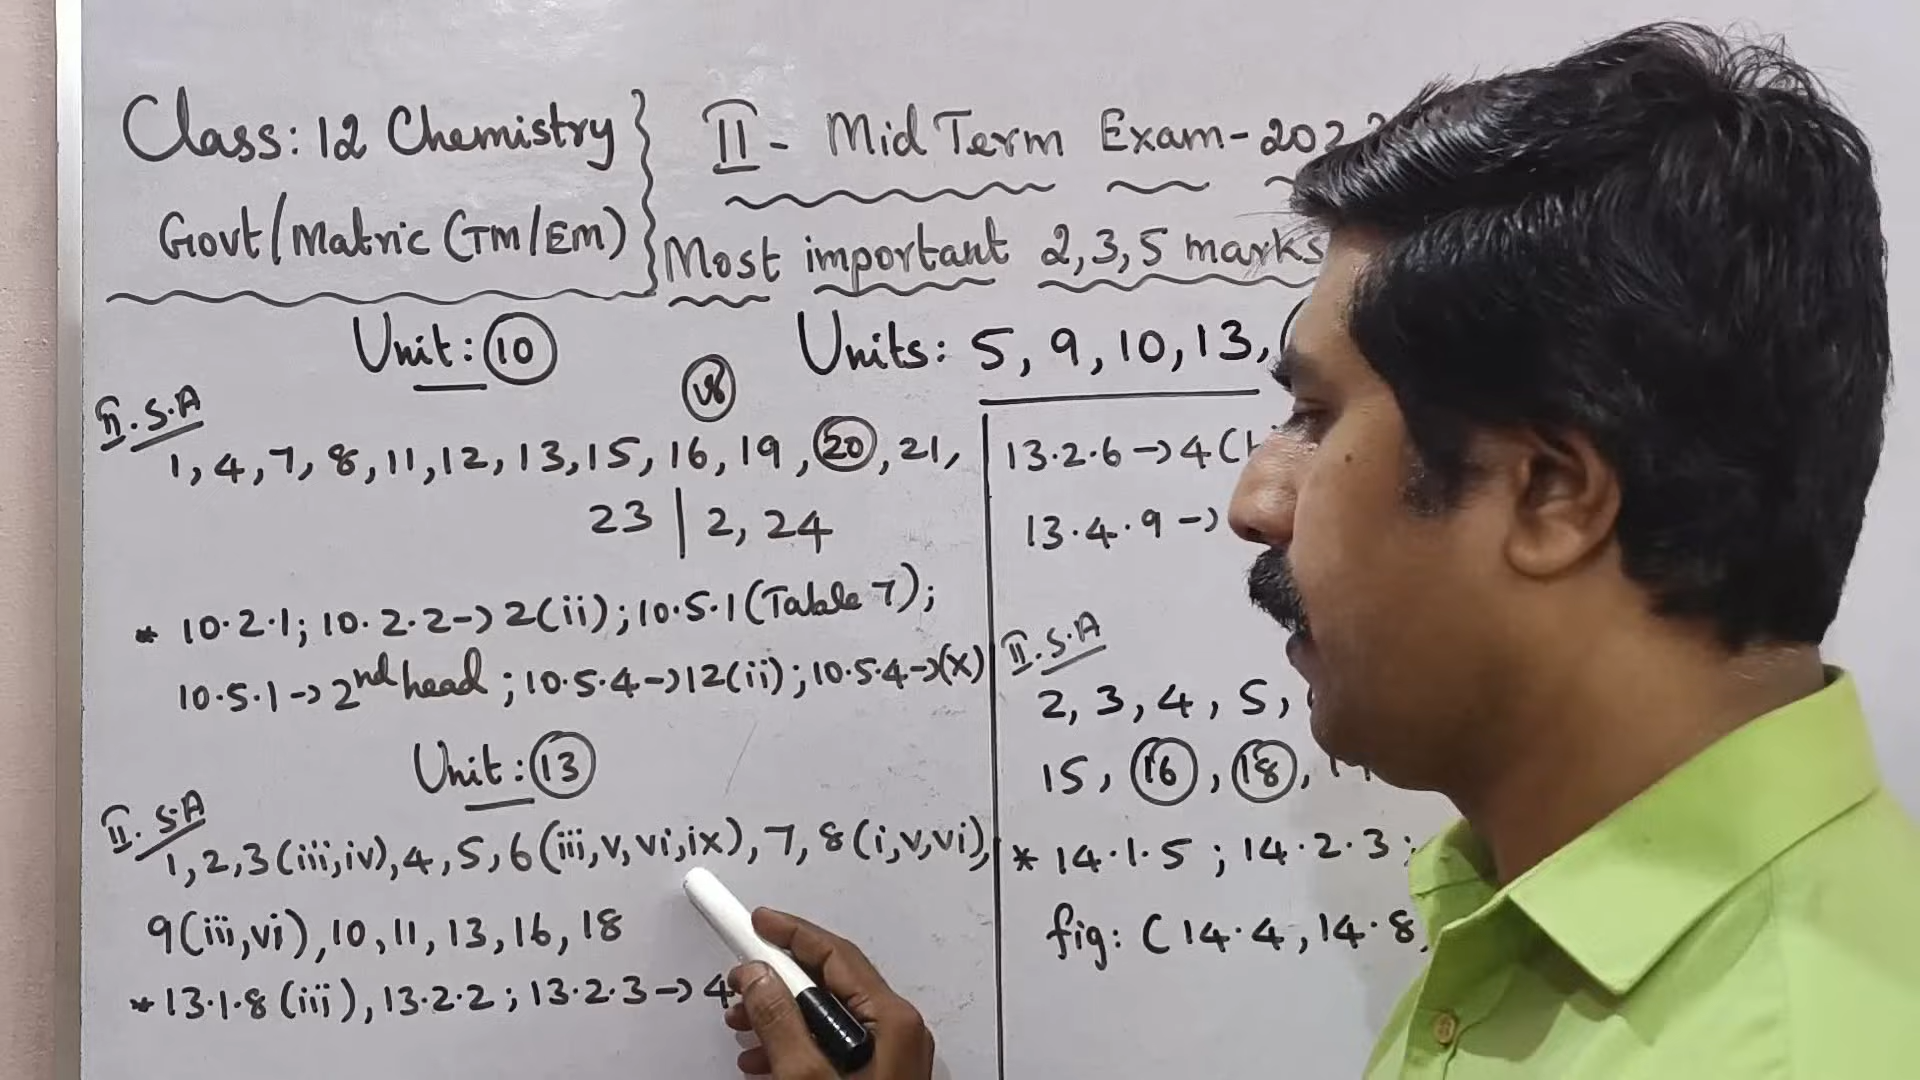 Class: 12 Chemistry
Govt/Matric (TM/EM)
II - Mid Term Exam-202
Most important 2,3,5 marks
Units: 5, 9, 10, 13,
Unit: 10
II. S.A
1, 4, 7, 8, 11, 12, 13, 15, 16, 19, 20, 21,
23 | 2, 24
* 10.2.1; 10.2.2→2(ii); 10.5.1 (Table 7);
10.5.1→2nd head; 10.5.4→12(ii); 10.5.4→(x)
Unit: 13
II. S.A
1, 2, 3(iii,iv), 4, 5, 6(iii,v,vi,ix), 7, 8(i,v,vi),
9(iii,vi), 10, 11, 13, 16, 18
* 13.1.8(iii), 13.2.2; 13.2.3→4
13.2.6→4(
13.4.9→
II. S.A
2, 3, 4, 5,
15, 16, 18,
* 14.1.5; 14.2.3;
fig: (14.4, 14.8,